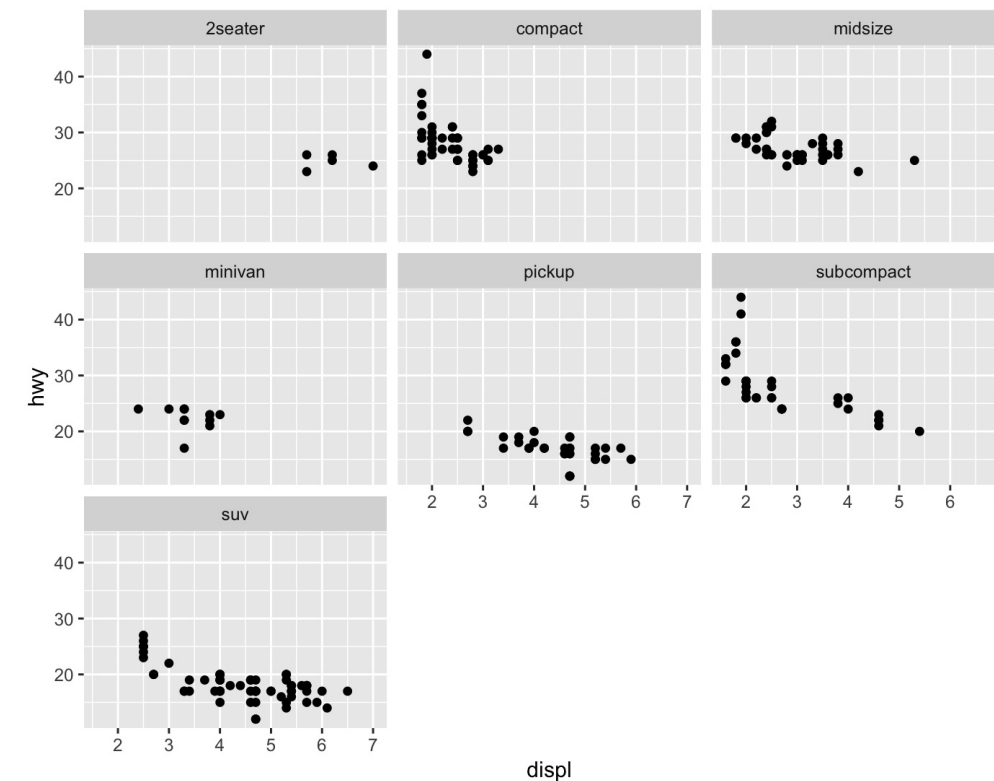 2seater compact midsize
40
30
20
minivan pickup subcompact
40
30
20
2 3 4 5 6 7 2 3 4 5 6
suv
40
30
20
2 3 4 5 6 7
hwy
displ